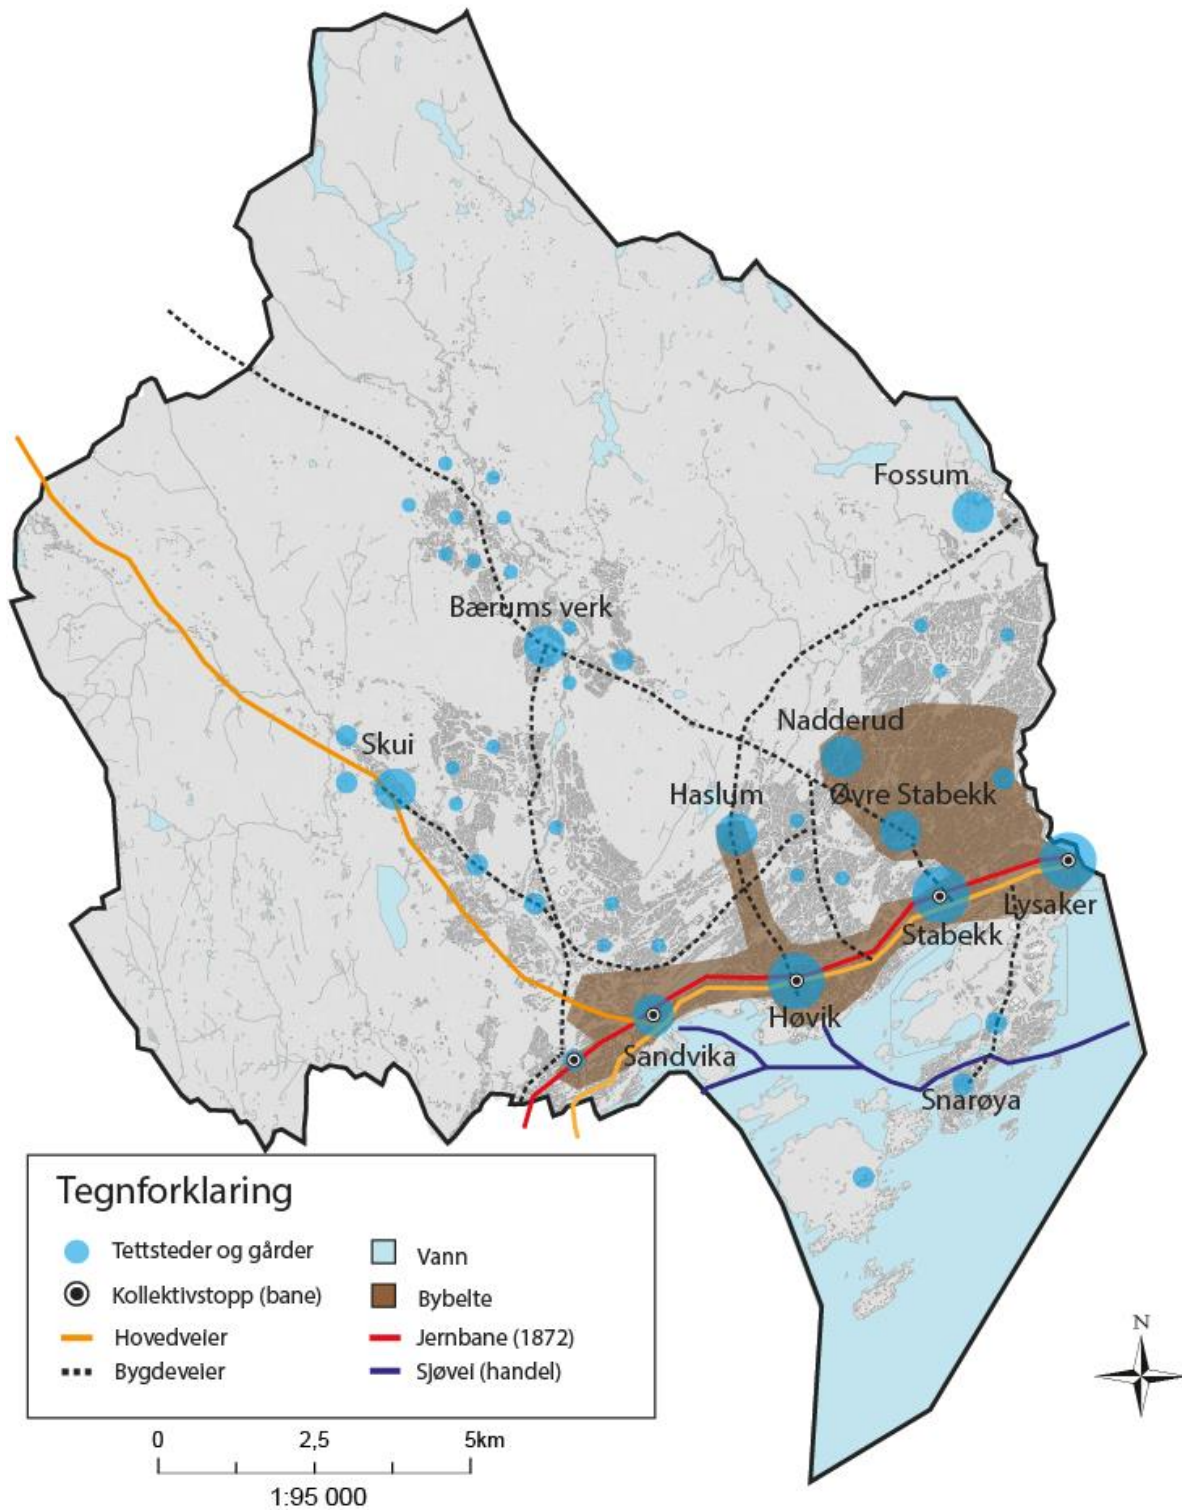 Fossum
Bærums verk
Nadderud
Skui
Haslum
Øvre Stabekk
Lysaker
Stabekk
Høvik
Sandvika
Snarøya
Tegnforklaring
Tettsteder og gårder
Vann
Kollektivstopp (bane)
Bybelte
Hovedveier
Jernbane (1872)
Bygdeveier
Sjøvei (handel)
N
0 2,5 5km
1:95 000